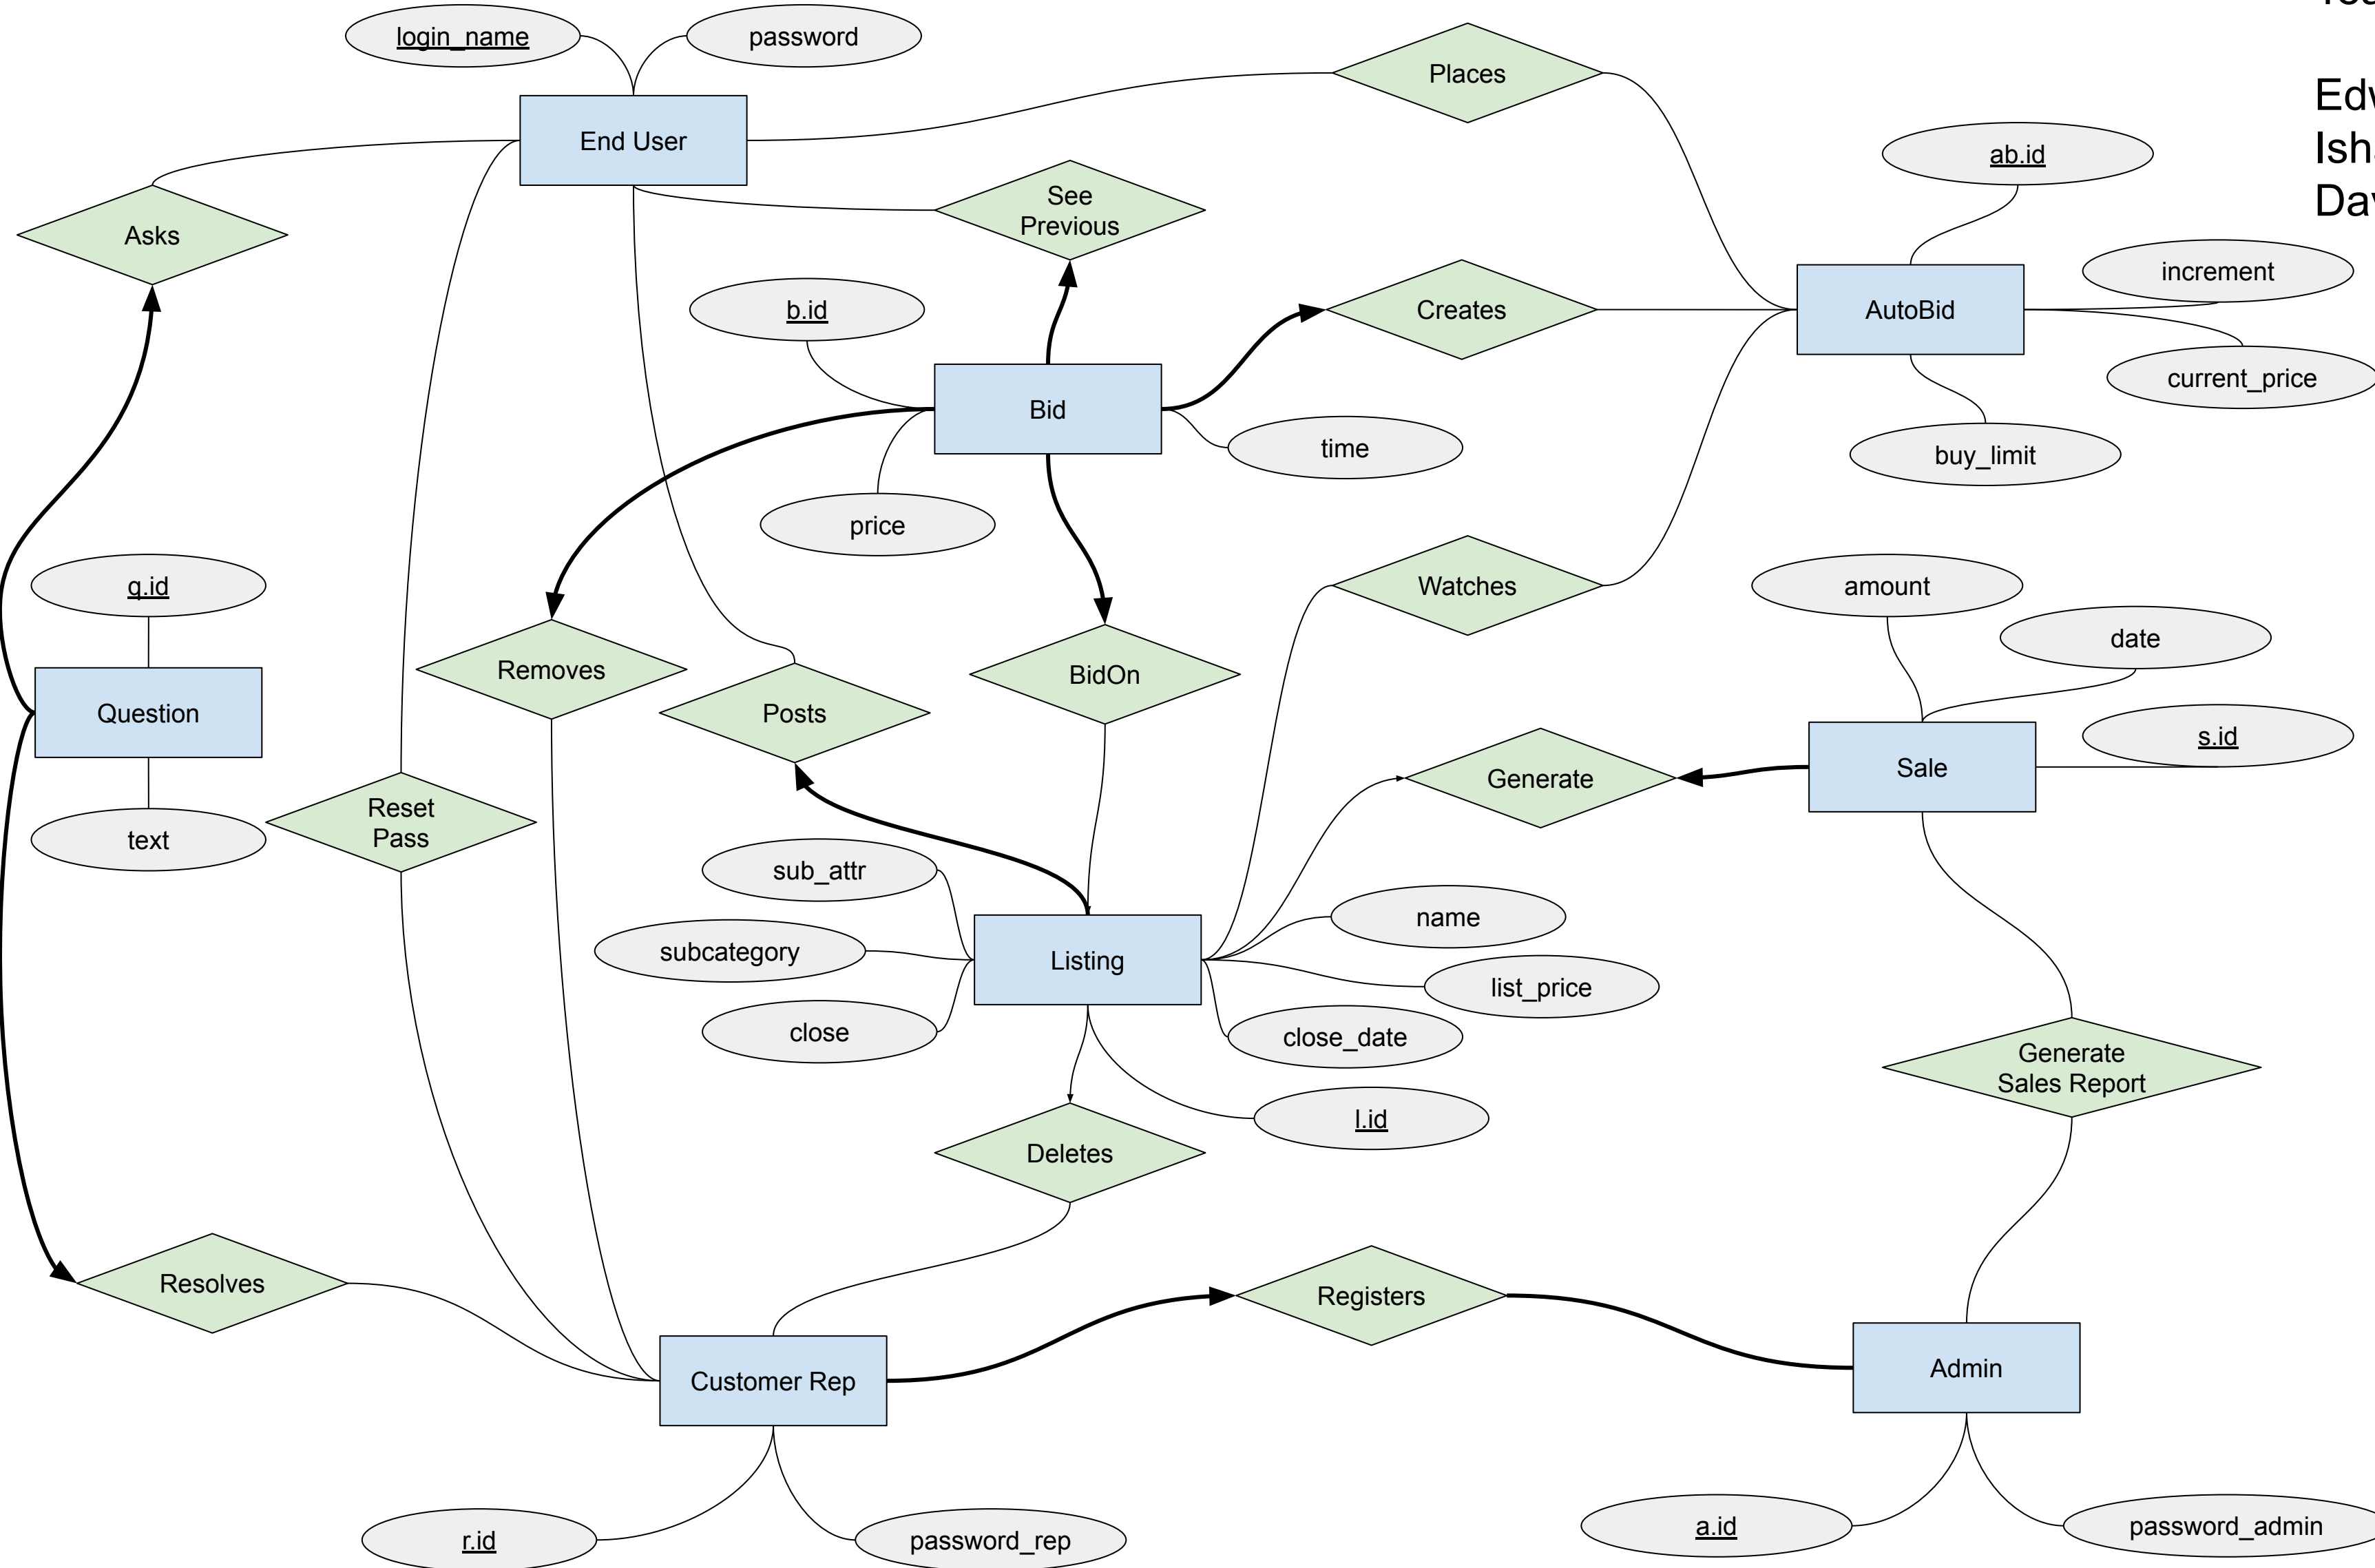 login_name
password
Places
End User
ab.id
See
Previous
Asks
increment
b.id
Creates
AutoBid
current_price
Bid
time
buy_limit
price
q.id
Watches
amount
date
Removes
BidOn
Question
Posts
s.id
Sale
Generate
Reset
Pass
text
sub_attr
name
subcategory
Listing
list_price
close
close_date
Generate
Sales Report
l.id
Deletes
Resolves
Registers
Customer Rep
Admin
r.id
password_rep
a.id
password_admin